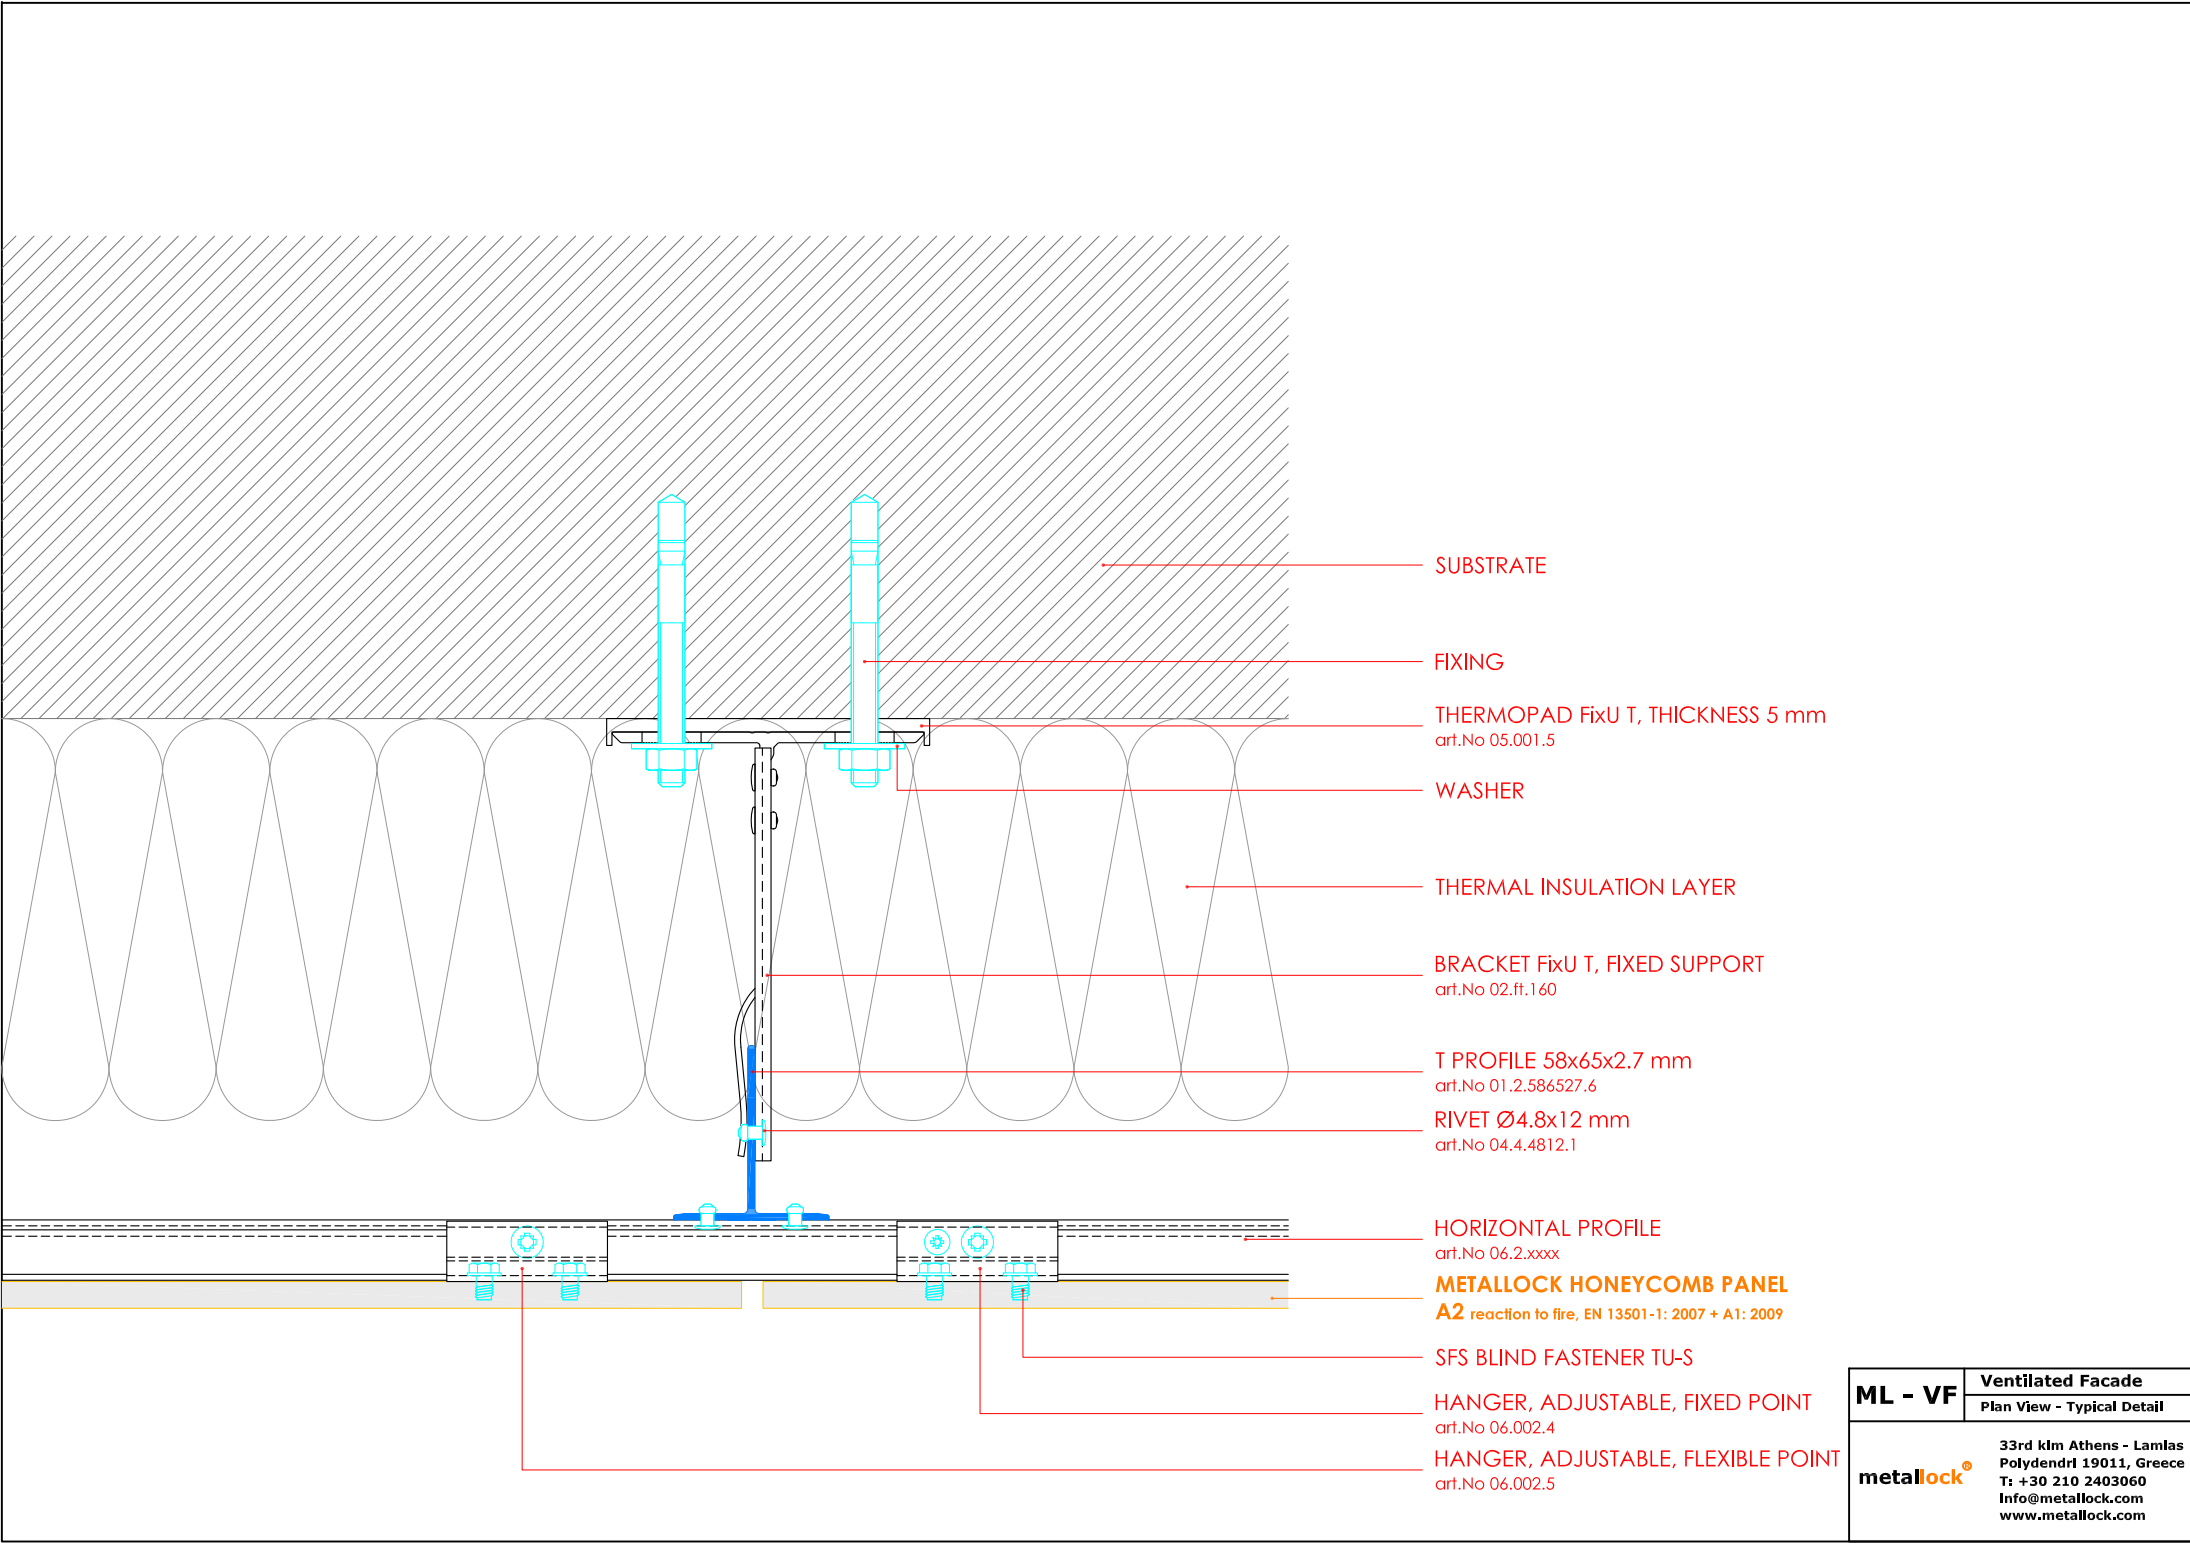 SUBSTRATE
FIXING
THERMOPAD FixU T, THICKNESS 5 mm
art.No 05.001.5
WASHER
THERMAL INSULATION LAYER
BRACKET FixU T, FIXED SUPPORT
art.No 02.ft.160
T PROFILE 58x65x2.7 mm
art.No 01.2.586527.6
RIVET Ø4.8x12 mm
art.No 04.4.4812.1
HORIZONTAL PROFILE
art.No 06.2.xxxx
METALLOCK HONEYCOMB PANEL
A2 reaction to fire, EN 13501-1: 2007 + A1: 2009
SFS BLIND FASTENER TU-S
HANGER, ADJUSTABLE, FIXED POINT
art.No 06.002.4
HANGER, ADJUSTABLE, FLEXIBLE POINT
art.No 06.002.5
ML - VF
Ventilated Facade
Plan View - Typical Detail
metallock®
33rd klm Athens - Lamias
Polydendri 19011, Greece
T: +30 210 2403060
Info@metallock.com
www.metallock.com